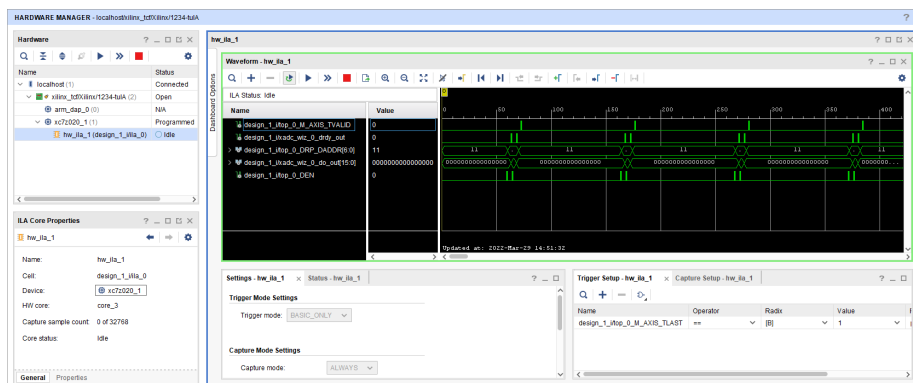 HARDWARE MANAGER - localhost/xilinx_tcf/Xilinx/1234-tulA
?
Hardware
? _ □ X
Name Status
localhost (1) Connected
xilinx_tcf/Xilinx/1234-tulA (2) Open
arm_dap_0 (0) N/A
xc7z020_1 (1) Programmed
hw_ila_1 (design_1_i/ila_0) Idle
ILA Core Properties
hw_ila_1
Name: hw_ila_1
Cell: design_1_i/ila_0
Device: xc7z020_1
HW core: core_3
Capture sample count: 0 of 32768
Core status: Idle
General Properties
hw_ila_1
Dashboard Options
Waveform - hw_ila_1
ILA Status: Idle
Name Value
0 50 100 150 200 250 300 350 400
design_1_i/top_0_M_AXIS_TVALID 0
design_1_i/xadc_wiz_0_drdy_out 0
design_1_i/top_0_DRP_DADDR[6:0] 11 11 11 11 11
design_1_i/xadc_wiz_0_do_out[15:0] 0000000000000000 0000000000000000 0000000000000000 0000000000000000 0000000000000000 0000000...
design_1_i/top_0_DEN 0
Updated at: 2022-Mar-29 14:51:32
Settings - hw_ila_1 × Status - hw_ila_1
Trigger Mode Settings
Trigger mode: BASIC_ONLY
Capture Mode Settings
Capture mode: ALWAYS
Trigger Setup - hw_ila_1 × Capture Setup - hw_ila_1
Name Operator Radix Value
design_1_i/top_0_M_AXIS_TLAST == [B] 1